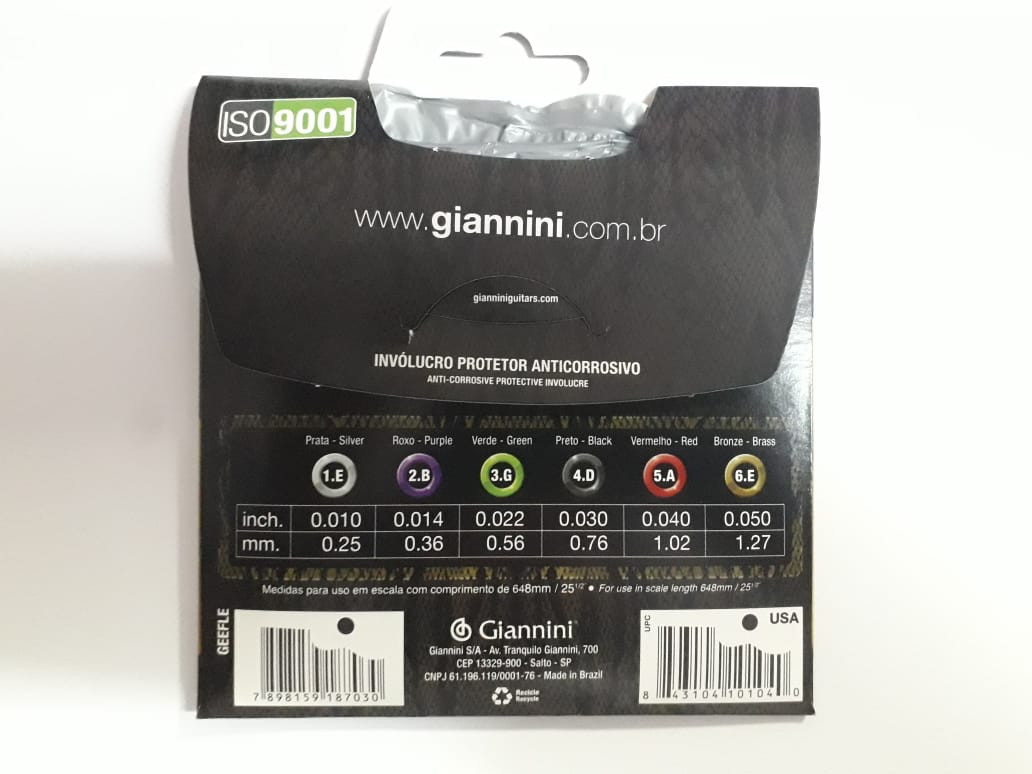 ISO 9001
www.giannini.com.br
gianniniguitars.com
INVÓLUCRO PROTETOR ANTICORROSIVO
ANTI-CORROSIVE PROTECTIVE INVOLUCRE
Prata - Silver Roxo - Purple Verde - Green Preto - Black Vermelho - Red Bronze - Brass
1.E 2.B 3.G 4.D 5.A 6.E
inch. 0.010 0.014 0.022 0.030 0.040 0.050
mm. 0.25 0.36 0.56 0.76 1.02 1.27
Medidas para uso em escala com comprimento de 648mm / 25 1/2" • For use in scale length 648mm / 25 1/2"
GEEFLE
7 898159 187030
Giannini
Giannini S/A - Av. Tranquilo Giannini, 700
CEP 13329-900 - Salto - SP
CNPJ 61.196.119/0001-76 - Made in Brazil
Recicle
Recycle
UPC
USA
8 43104 10104 0